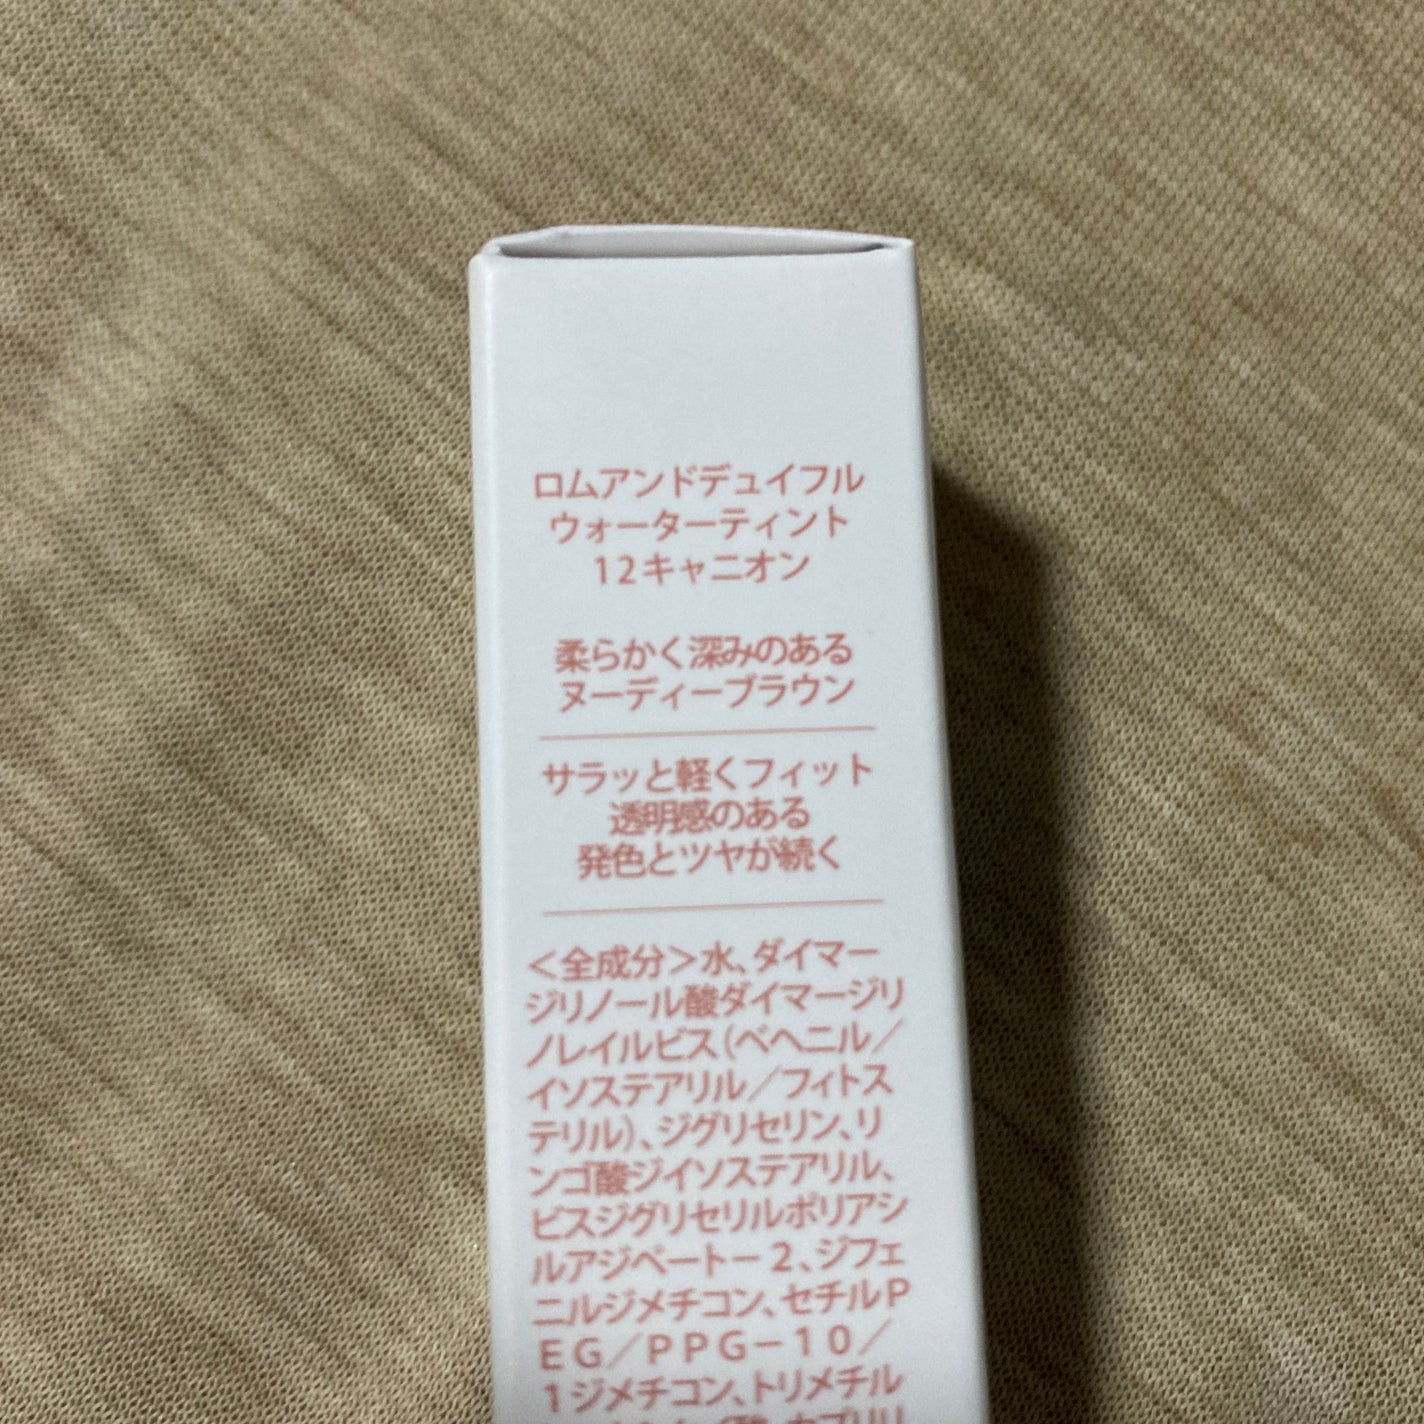 ロムアンドデュイフル
ウォーターティント
12キャニオン
柔らかく深みのある
ヌーディーブラウン
サラッと軽くフィット
透明感のある
発色とツヤが続く
＜全成分＞水、ダイマー
ジリノール酸ダイマージリ
ノレイルビス（ベヘニル／
イソステアリル／フィトス
テリル）、ジグリセリン、リ
ンゴ酸ジイソステアリル、
ビスジグリセリルポリアシ
ルアジペート－2、ジフェ
ニルジメチコン、セチルP
EG／PPG－10／
1ジメチコン、トリメチル